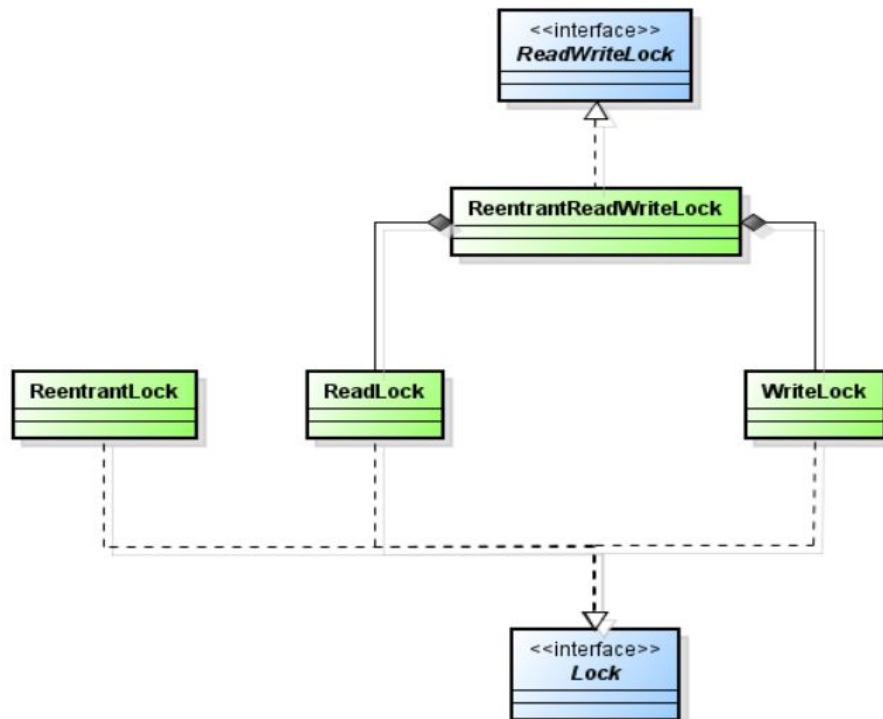 <<interface>>
ReadWriteLock
ReentrantReadWriteLock
ReentrantLock
ReadLock
WriteLock
<<interface>>
Lock